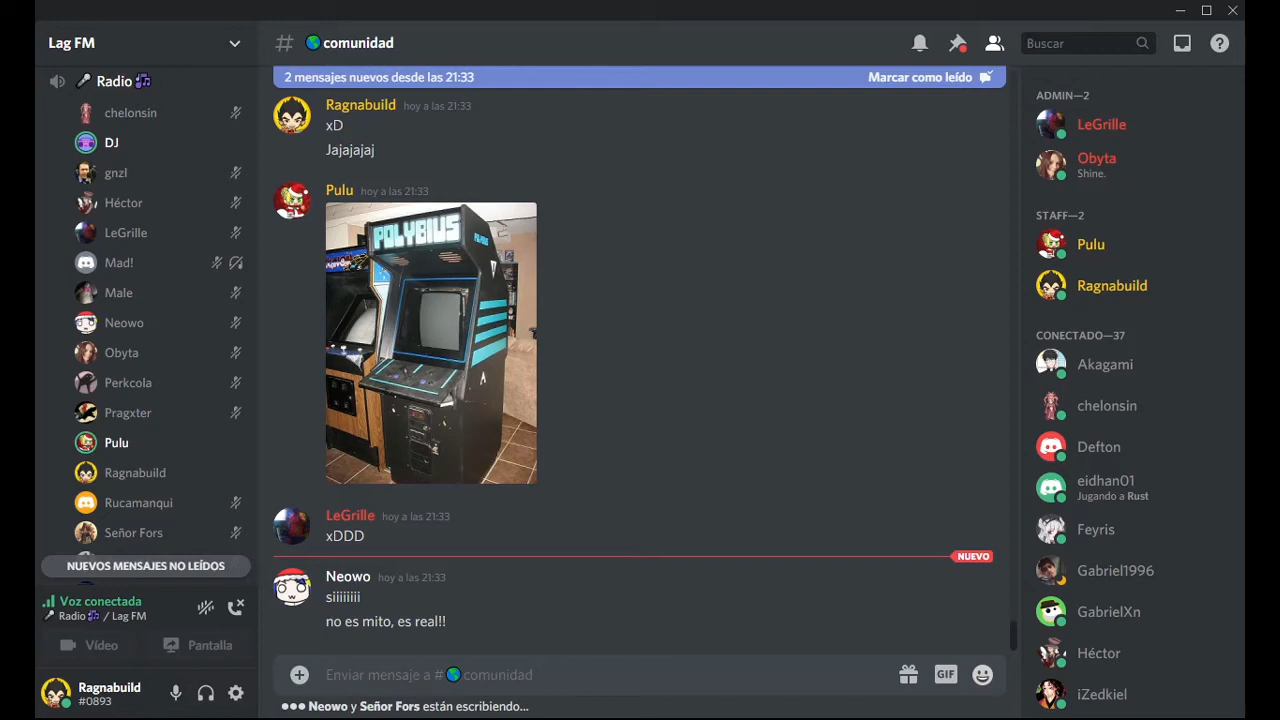 Lag FM
Radio
chelonsin
DJ
gnzl
Héctor
LeGrille
Mad!
Male
Neowo
Obyta
Perkcola
Pragxter
Pulu
Ragnabuild
Rucamanqui
Señor Fors
NUEVOS MENSAJES NO LEÍDOS
Voz conectada
Radio / Lag FM
Vídeo
Pantalla
Ragnabuild
#0893
# comunidad
Buscar
2 mensajes nuevos desde las 21:33
Marcar como leído
Ragnabuild hoy a las 21:33
xD
Jajajajaj
Pulu hoy a las 21:33
POLYBIUS
LeGrille hoy a las 21:33
xDDD
NUEVO
Neowo hoy a las 21:33
siiiiiiii
no es mito, es real!!
Enviar mensaje a # comunidad
GIF
Neowo y Señor Fors están escribiendo...
ADMIN—2
LeGrille
Obyta
Shine.
STAFF—2
Pulu
Ragnabuild
CONECTADO—37
Akagami
chelonsin
Defton
eidhan01
Jugando a Rust
Feyris
Gabriel1996
GabrielXn
Héctor
iZedkiel